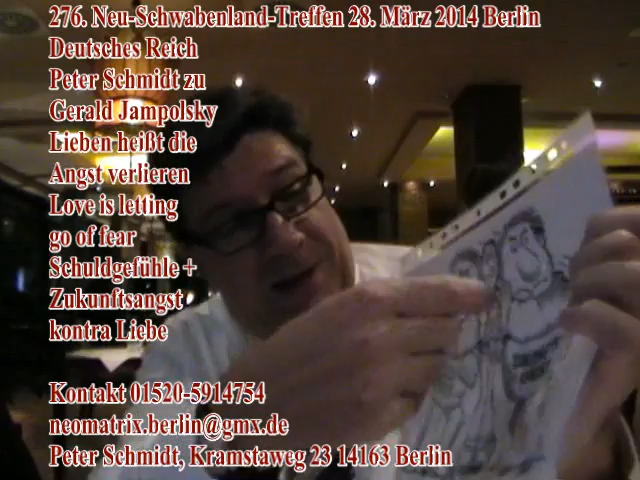 276. Neu-Schwabenland-Treffen 28. März 2014 Berlin
Deutsches Reich
Peter Schmidt zu
Gerald Jampolsky
Lieben heißt die
Angst verlieren
Love is letting
go of fear
Schuldgefühle +
Zukunftsangst
kontra Liebe
Kontakt 01520-5914754
neomatrix.berlin@gmx.de
Peter Schmidt, Kramstaweg 23 14163 Berlin